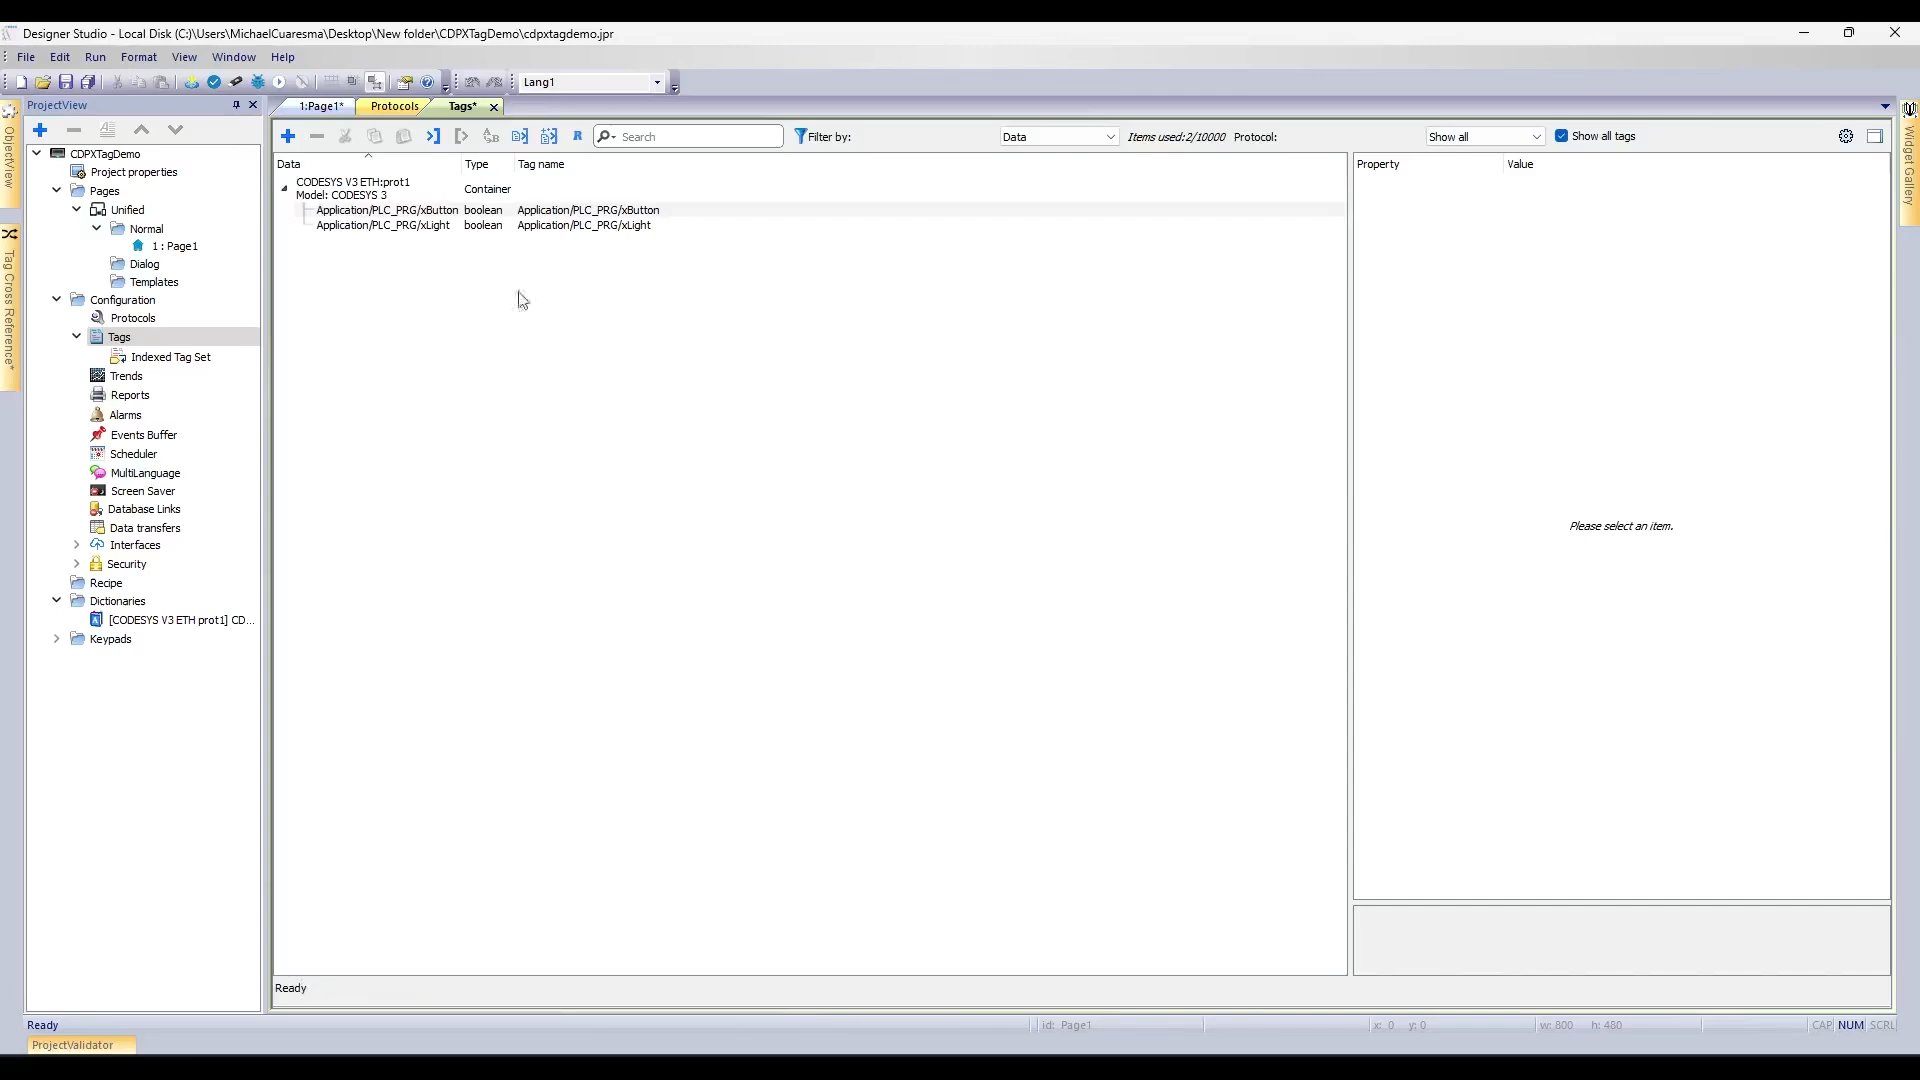 Designer Studio - Local Disk (C:)\Users\MichaelCuaresma\Desktop\New folder\CDPXTagDemo\cdpxtagdemo.jpr
File Edit Run Format View Window Help
Lang1
ProjectView
1:Page1* Protocols Tags*
ObjectView
Tag Cross Reference*
Widget Gallery
Search Filter by: Data Items used:2/10000 Protocol: Show all Show all tags
Data Type Tag name
Property Value
CODESYS V3 ETH:prot1
Model: CODESYS 3
Container
Application/PLC_PRG/xButton boolean Application/PLC_PRG/xButton
Application/PLC_PRG/xLight boolean Application/PLC_PRG/xLight
CDPXTagDemo
Project properties
Pages
Unified
Normal
1 : Page1
Dialog
Templates
Configuration
Protocols
Tags
Indexed Tag Set
Trends
Reports
Alarms
Events Buffer
Scheduler
MultiLanguage
Screen Saver
Database Links
Data transfers
Interfaces
Security
Recipe
Dictionaries
[CODESYS V3 ETH prot1] CD...
Keypads
Please select an item.
Ready
Ready
id: Page1 x: 0 y: 0 w: 800 h: 480 CAP NUM SCRL
ProjectValidator